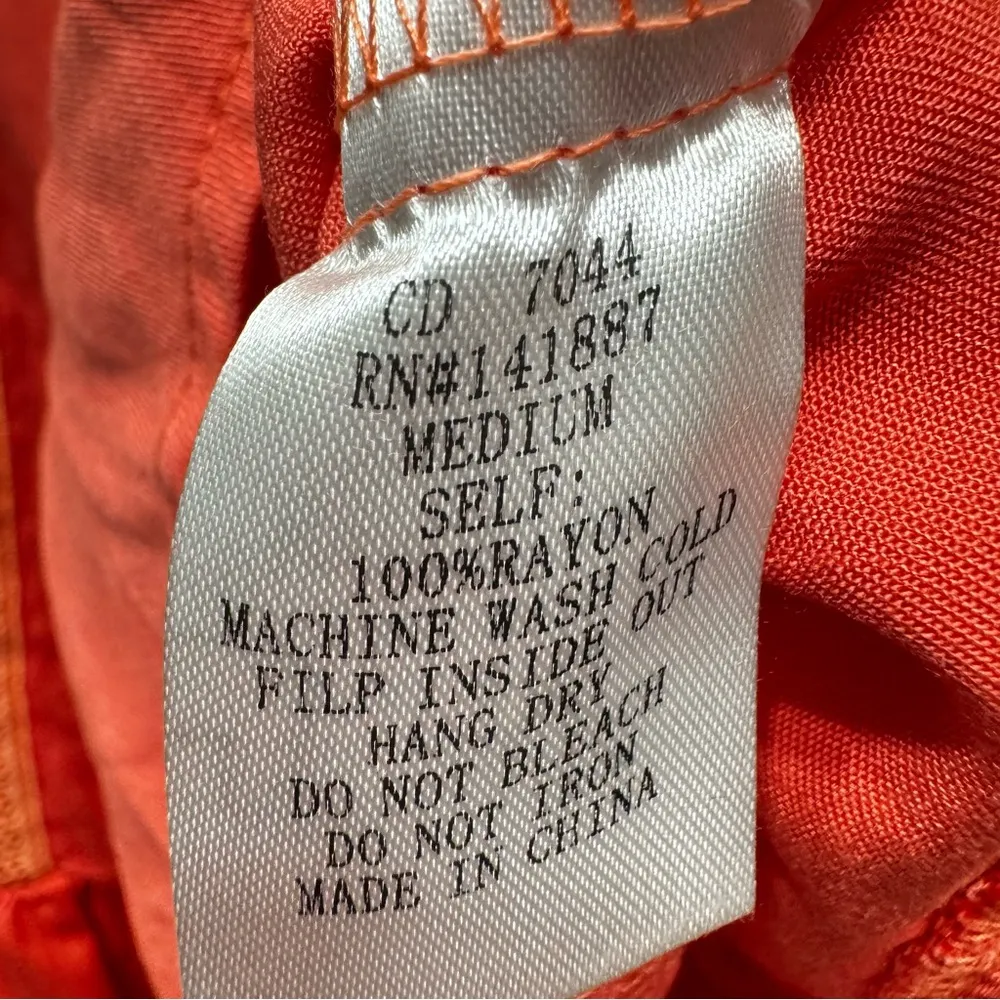 CD 7044
RN#141887
MEDIUM
SELF:
100%RAYON
MACHINE WASH COLD
FILP INSIDE OUT
HANG DRY
DO NOT BLEACH
DO NOT IRON
MADE IN CHINA